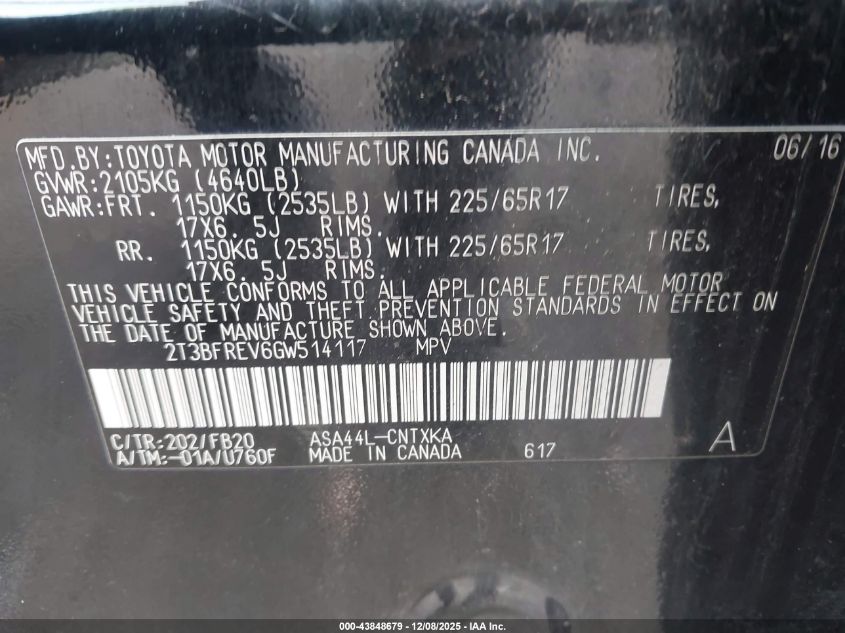 MFD.BY:TOYOTA MOTOR MANUFACTURING CANADA INC. 06/16
GVWR:2105KG (4640LB)
GAWR:FRT. 1150KG (2535LB) WITH 225/65R17 TIRES,
17X6. 5J RIMS.
RR. 1150KG (2535LB) WITH 225/65R17 TIRES,
17X6. 5J RIMS.
THIS VEHICLE CONFORMS TO ALL APPLICABLE FEDERAL MOTOR
VEHICLE SAFETY AND THEFT PREVENTION STANDARDS IN EFFECT ON
THE DATE OF MANUFACTURE SHOWN ABOVE.
2T3BFREV6GW514117 MPV
C/TR:202/FB20 ASA44L-CNTXKA A
A/TM:-01A/U760F MADE IN CANADA 617
000-43848679 - 12/08/2025 - IAA Inc.